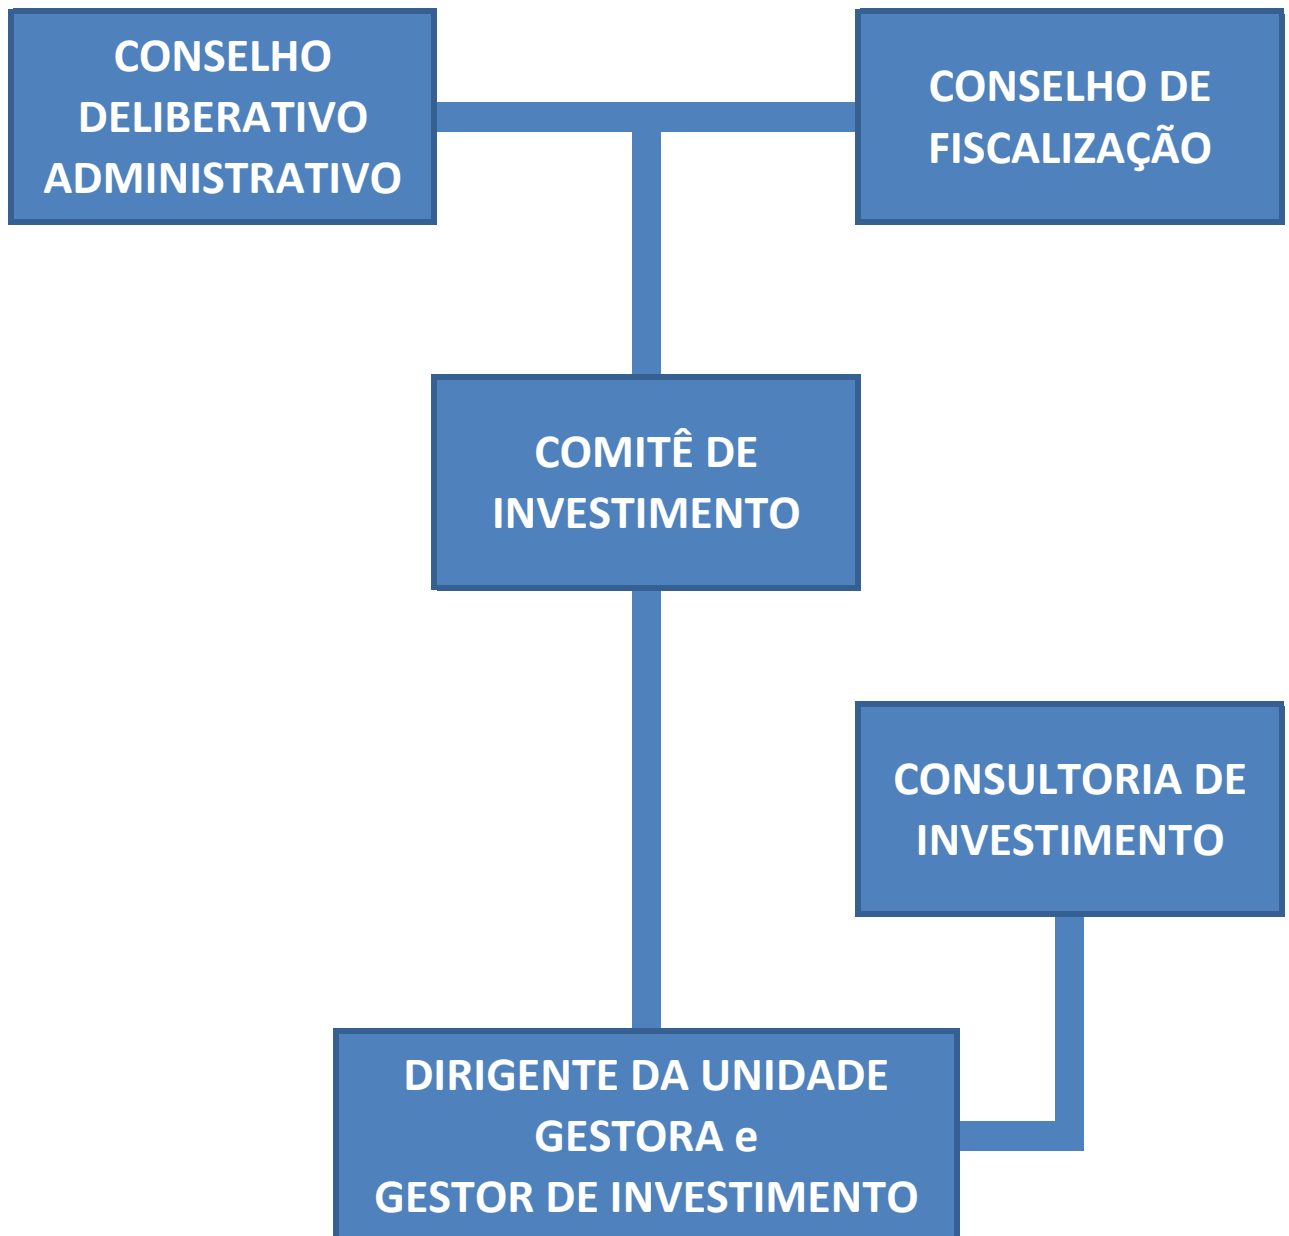 CONSELHO
DELIBERATIVO
ADMINISTRATIVO
CONSELHO DE
FISCALIZAÇÃO
COMITÊ DE
INVESTIMENTO
CONSULTORIA DE
INVESTIMENTO
DIRIGENTE DA UNIDADE
GESTORA e
GESTOR DE INVESTIMENTO